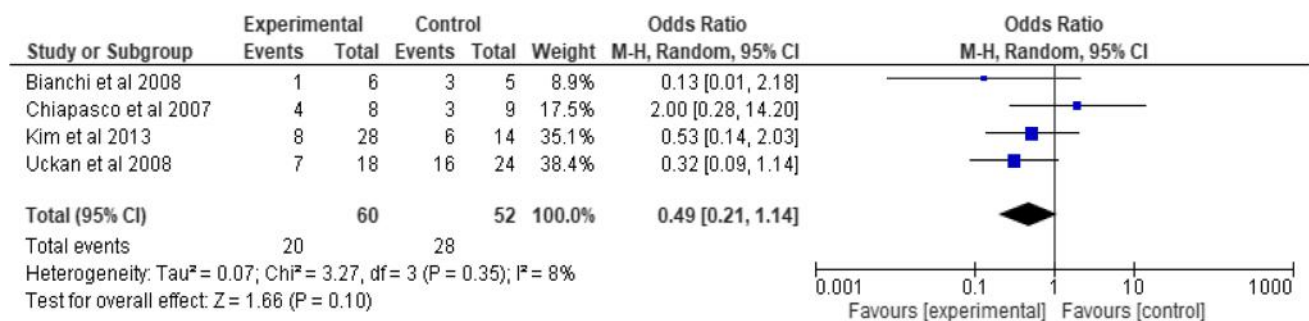 Experimental Control Odds Ratio Odds Ratio
Study or Subgroup Events Total Events Total Weight M-H, Random, 95% CI M-H, Random, 95% CI
Bianchi et al 2008 1 6 3 5 8.9% 0.13 [0.01, 2.18]
Chiapasco et al 2007 4 8 3 9 17.5% 2.00 [0.28, 14.20]
Kim et al 2013 8 28 6 14 35.1% 0.53 [0.14, 2.03]
Uckan et al 2008 7 18 16 24 38.4% 0.32 [0.09, 1.14]
Total (95% CI) 60 52 100.0% 0.49 [0.21, 1.14]
Total events 20 28
Heterogeneity: Tau² = 0.07; Chi² = 3.27, df = 3 (P = 0.35); I² = 8%
Test for overall effect: Z = 1.66 (P = 0.10)
0.001 0.1 1 10 1000
Favours [experimental] Favours [control]